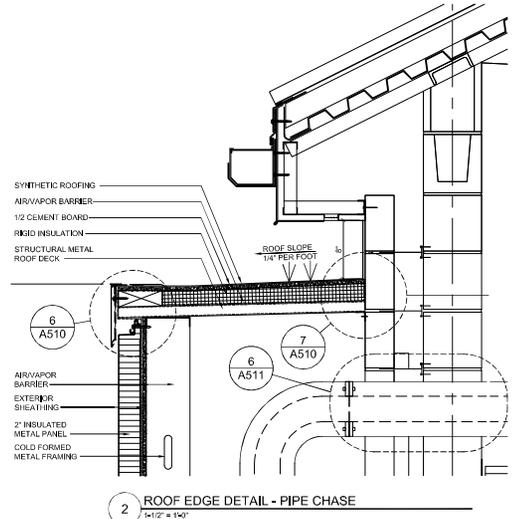 SYNTHETIC ROOFING
AIR/VAPOR BARRIER
1/2 CEMENT BOARD
RIGID INSULATION
STRUCTURAL METAL
ROOF DECK
ROOF SLOPE
1/4" PER FOOT
8"
6
A510
7
A510
6
A511
AIR/VAPOR
BARRIER
EXTERIOR
SHEATHING
2" INSULATED
METAL PANEL
COLD FORMED
METAL FRAMING
2
ROOF EDGE DETAIL - PIPE CHASE
1-1/2" = 1'-0"